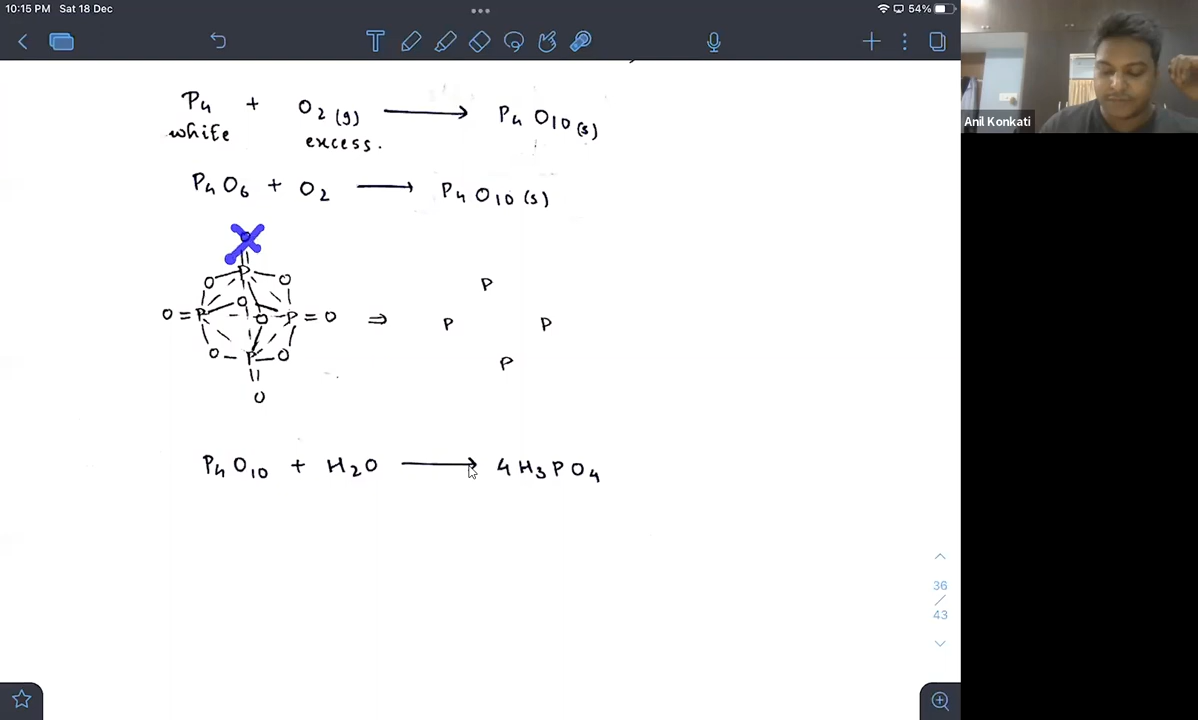 10:15 PM Sat 18 Dec
54%
P4 + O2 (g) ⟶ P4 O10 (s)
white excess.
P4 O6 + O2 ⟶ P4 O10 (s)
O
P
O O
O
O = P O P = O ⇒
O P O
O
P
P P
P
P4 O10 + H2O ⟶ 4 H3 P O4
Anil Konkati
36
/
43